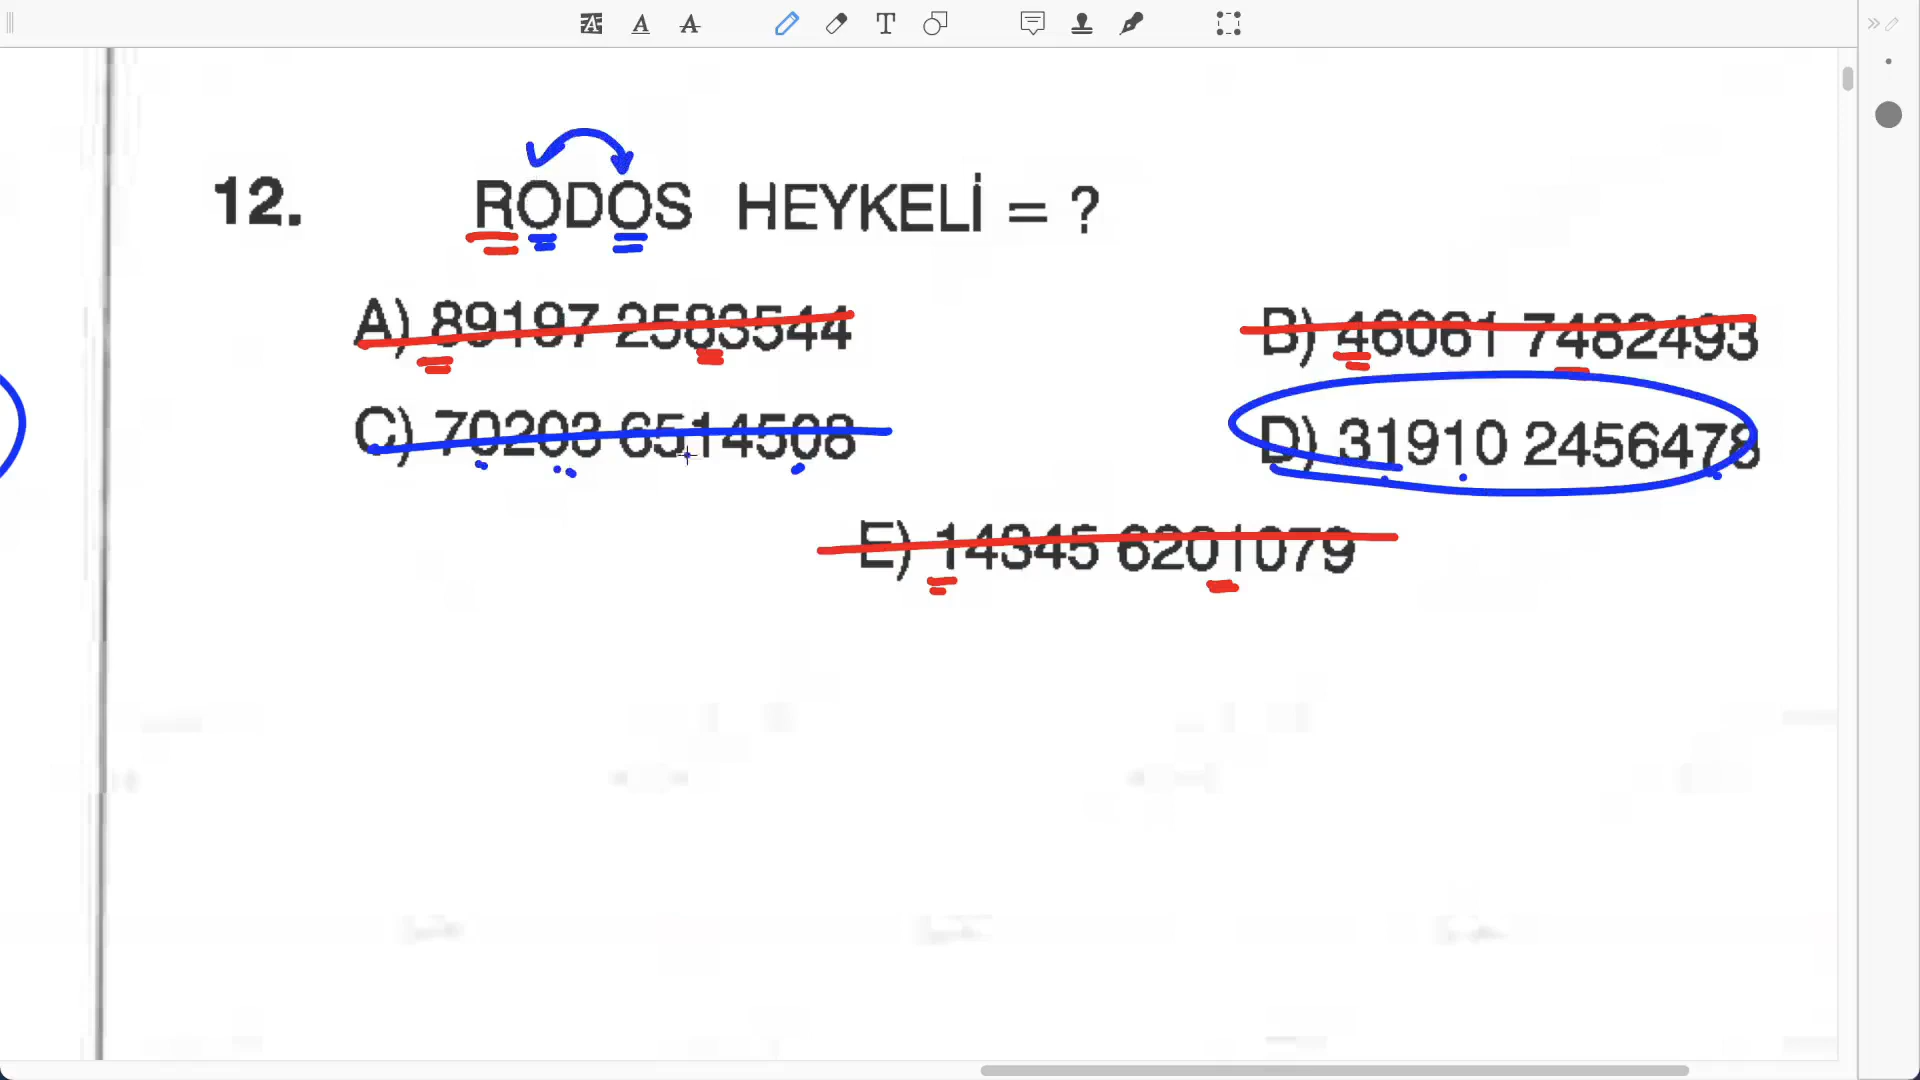 12. RODOS HEYKELİ = ?
A) 89197 2583544
B) 46061 7482493
C) 70203 6514508
D) 31910 2456478
E) 14345 6201079